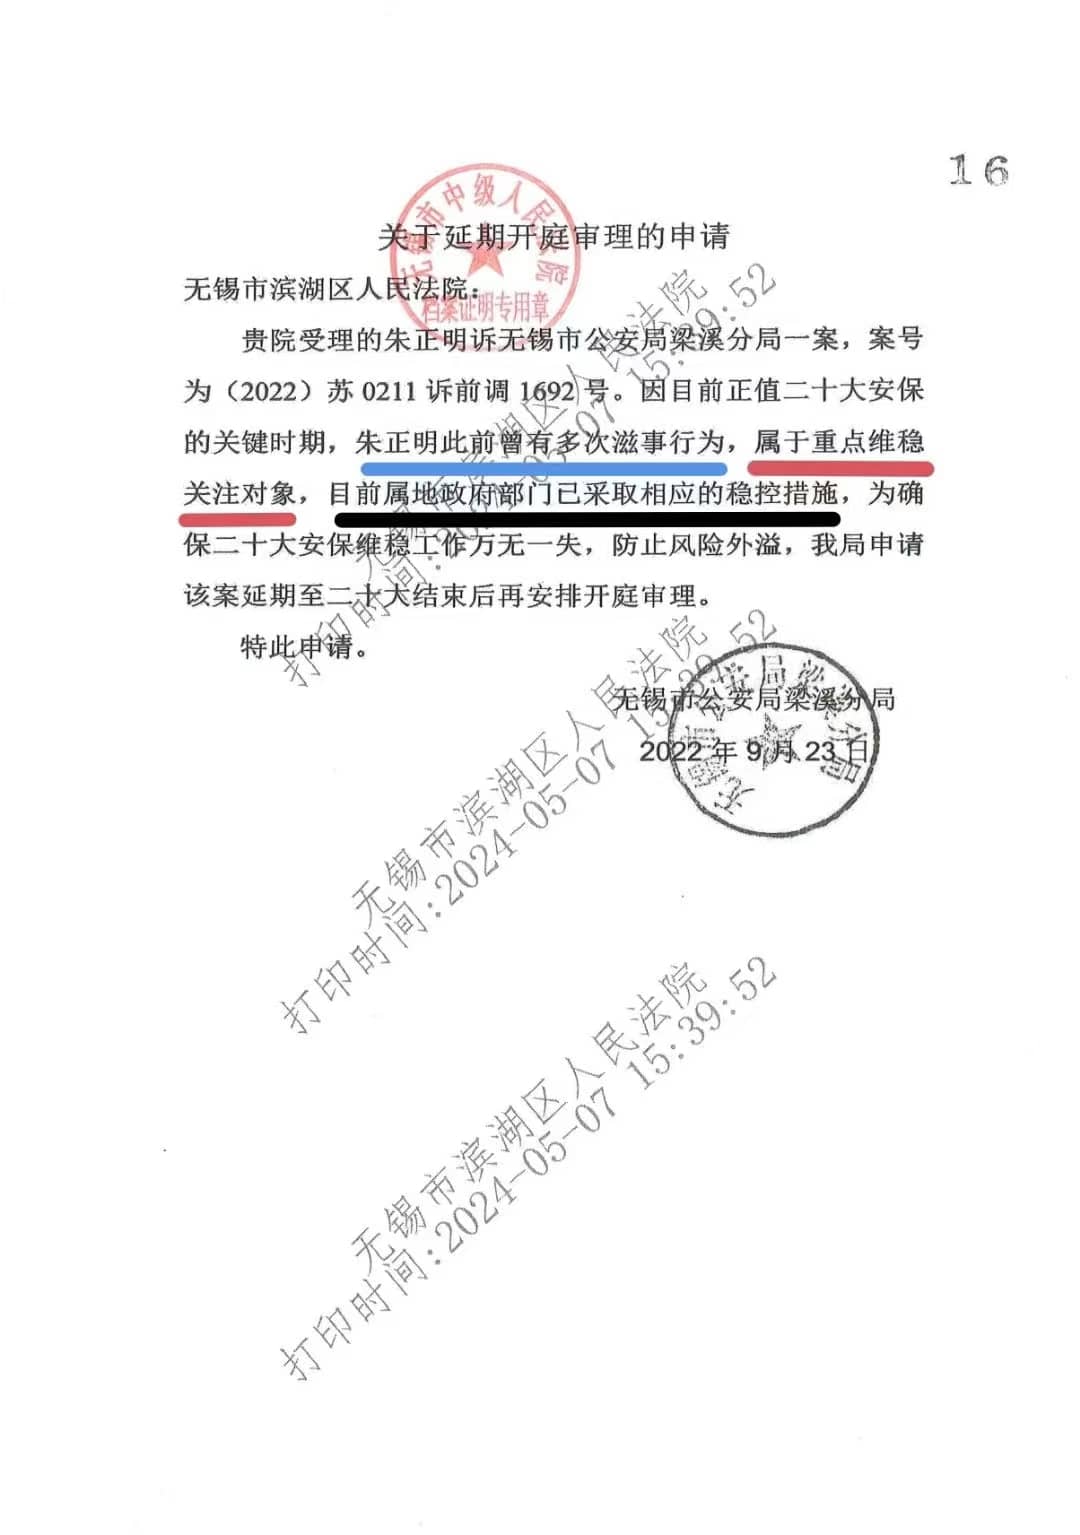 16
无锡市中级人民法院
档案证明专用章
关于延期开庭审理的申请
无锡市滨湖区人民法院：
贵院受理的朱正明诉无锡市公安局梁溪分局一案，案号
为（2022）苏 0211 诉前调 1692 号。因目前正值二十大安保
的关键时期，朱正明此前曾有多次滋事行为，属于重点维稳
关注对象，目前属地政府部门已采取相应的稳控措施，为确
保二十大安保维稳工作万无一失，防止风险外溢，我局申请
该案延期至二十大结束后再安排开庭审理。
特此申请。
无锡市公安局梁溪分局
2022 年 9 月 23 日
无锡市公安局梁溪分局
无锡市滨湖区人民法院
打印时间:2024-05-07 15:39:52
无锡市滨湖区人民法院
打印时间:2024-05-07 15:39:52
无锡市滨湖区人民法院
打印时间:2024-05-07 15:39:52